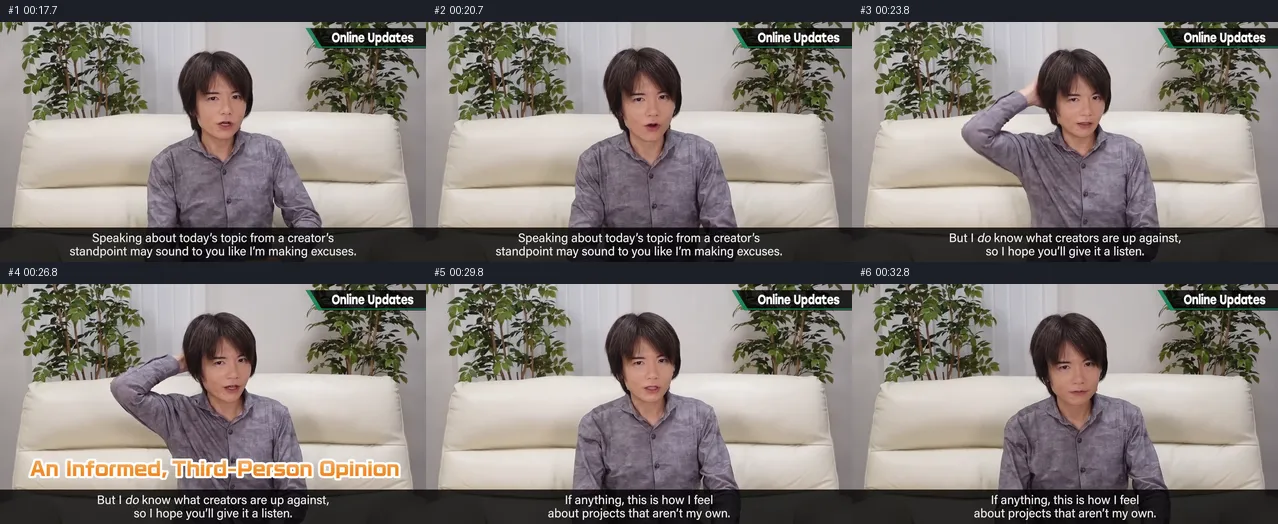 #1 00:17.7
Online Updates
Speaking about today's topic from a creator's
standpoint may sound to you like I'm making excuses.
#2 00:20.7
Online Updates
Speaking about today's topic from a creator's
standpoint may sound to you like I'm making excuses.
#3 00:23.8
Online Updates
But I do know what creators are up against,
so I hope you'll give it a listen.
#4 00:26.8
Online Updates
An Informed, Third-Person Opinion
But I do know what creators are up against,
so I hope you'll give it a listen.
#5 00:29.8
Online Updates
If anything, this is how I feel
about projects that aren't my own.
#6 00:32.8
Online Updates
If anything, this is how I feel
about projects that aren't my own.